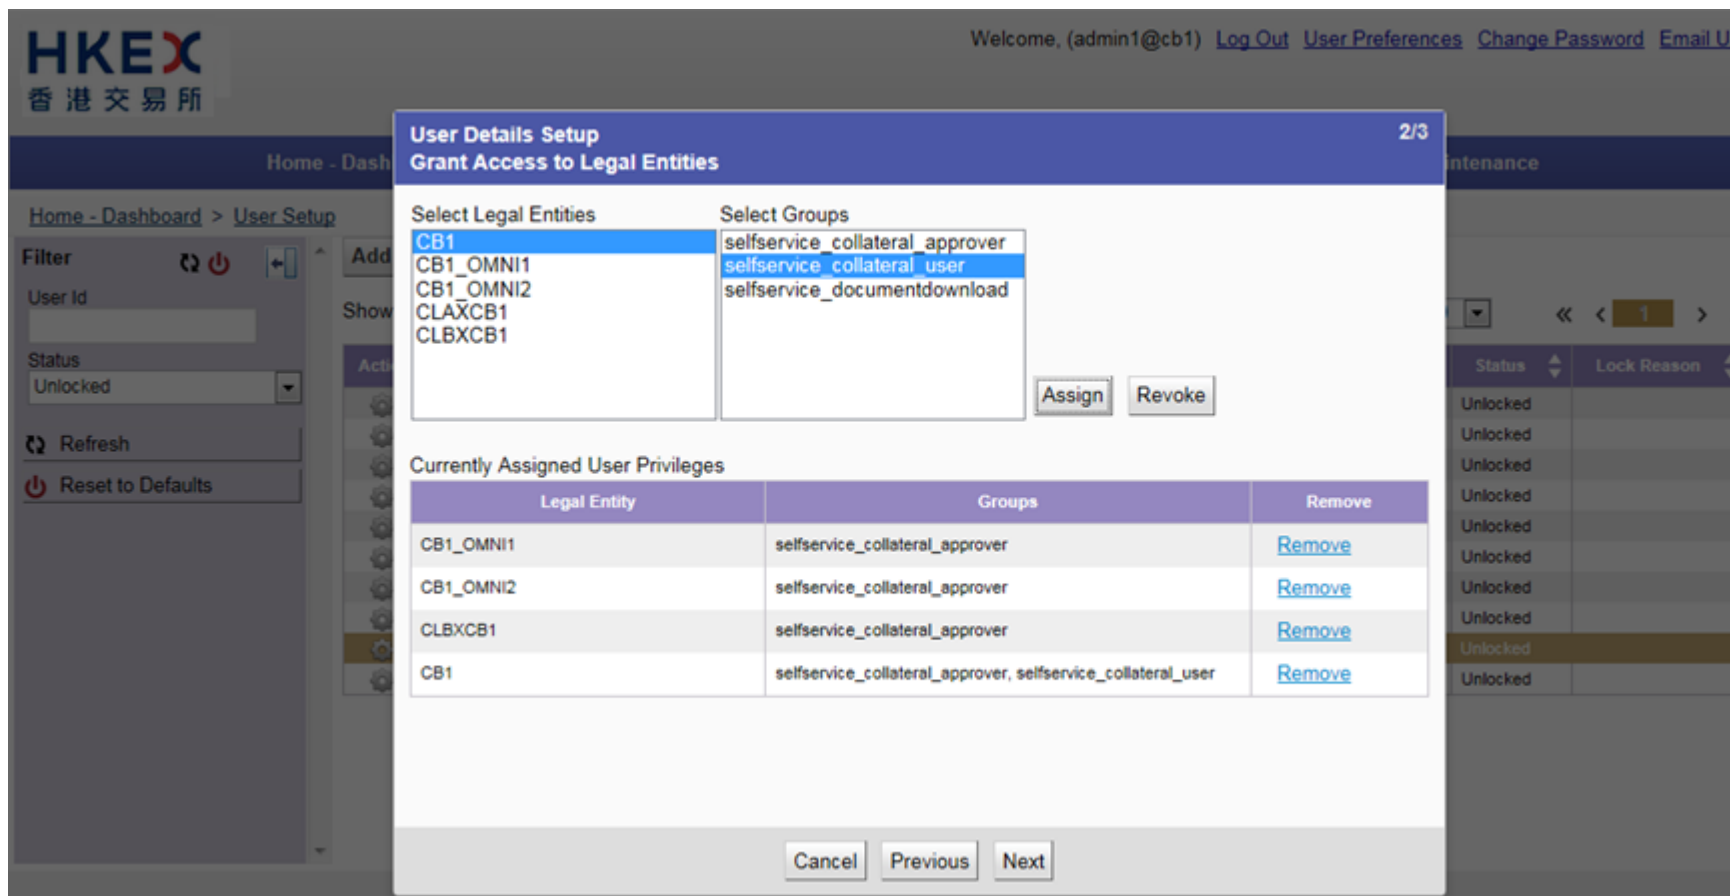 HKEX
香港交易所
Welcome, (admin1@cb1) Log Out User Preferences Change Password Email U
Home - Dash
intenance
Home - Dashboard > User Setup
Filter
User Id
Status
Unlocked
Refresh
Reset to Defaults
Add
Show
Acti
User Details Setup 2/3
Grant Access to Legal Entities
Select Legal Entities Select Groups
CB1 selfservice_collateral_approver
CB1_OMNI1 selfservice_collateral_user
CB1_OMNI2 selfservice_documentdownload
CLAXCB1
CLBXCB1
Assign Revoke
Currently Assigned User Privileges
Legal Entity Groups Remove
CB1_OMNI1 selfservice_collateral_approver Remove
CB1_OMNI2 selfservice_collateral_approver Remove
CLBXCB1 selfservice_collateral_approver Remove
CB1 selfservice_collateral_approver, selfservice_collateral_user Remove
Cancel Previous Next
« < 1 >
Status Lock Reason
Unlocked
Unlocked
Unlocked
Unlocked
Unlocked
Unlocked
Unlocked
Unlocked
Unlocked
Unlocked